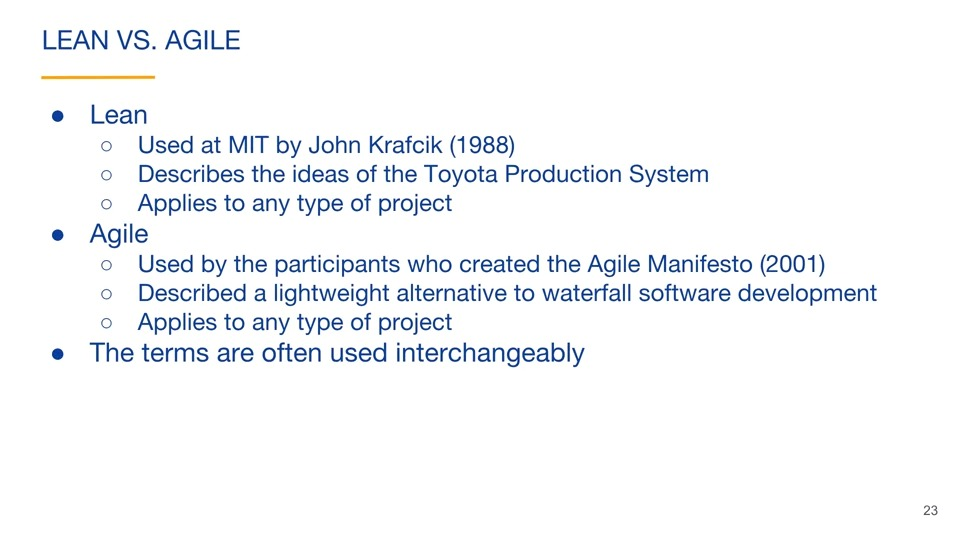 LEAN VS. AGILE
● Lean
○ Used at MIT by John Krafcik (1988)
○ Describes the ideas of the Toyota Production System
○ Applies to any type of project
● Agile
○ Used by the participants who created the Agile Manifesto (2001)
○ Described a lightweight alternative to waterfall software development
○ Applies to any type of project
● The terms are often used interchangeably
23